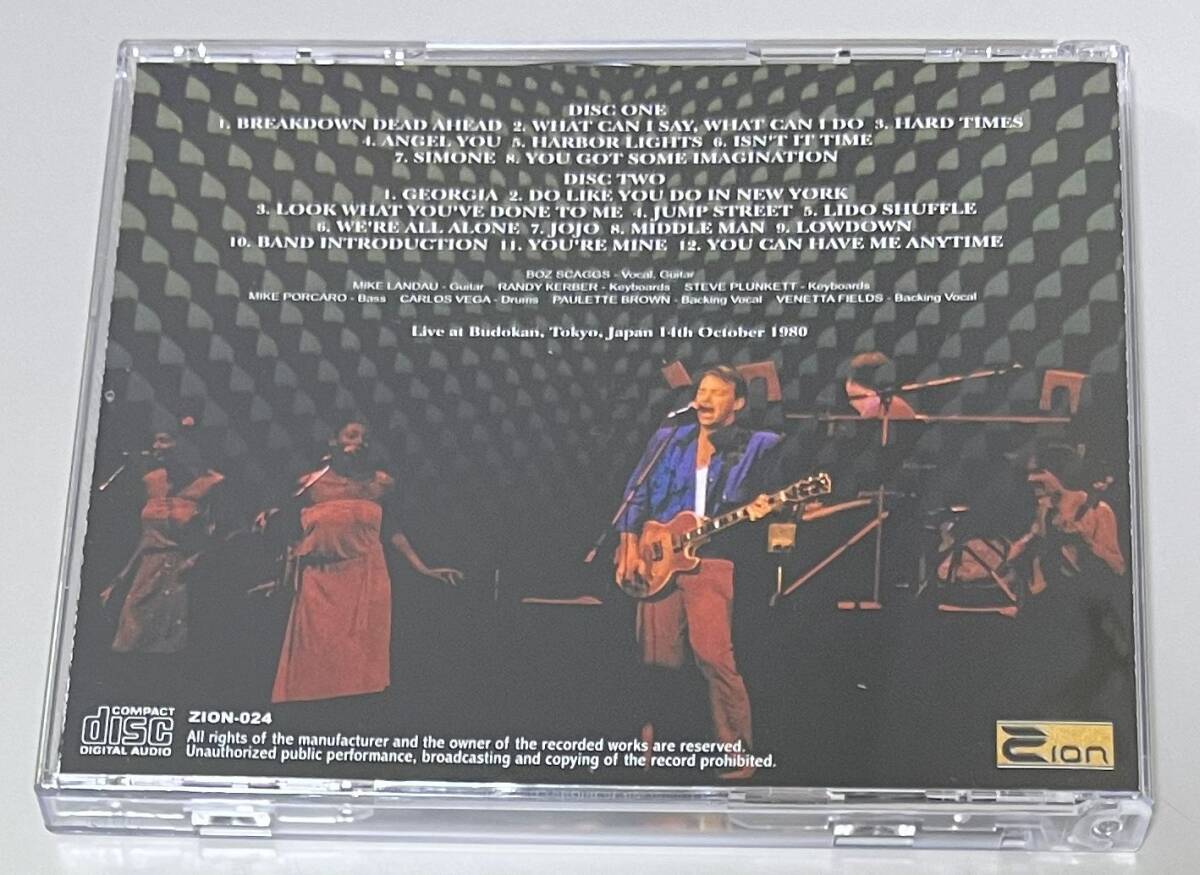 DISC ONE
1. BREAKDOWN DEAD AHEAD 2. WHAT CAN I SAY, WHAT CAN I DO 3. HARD TIMES
4. ANGEL YOU 5. HARBOR LIGHTS 6. ISN'T IT TIME
7. SIMONE 8. YOU GOT SOME IMAGINATION
DISC TWO
1. GEORGIA 2. DO LIKE YOU DO IN NEW YORK
3. LOOK WHAT YOU'VE DONE TO ME 4. JUMP STREET 5. LIDO SHUFFLE
6. WE'RE ALL ALONE 7. JOJO 8. MIDDLE MAN 9. LOWDOWN
10. BAND INTRODUCTION 11. YOU'RE MINE 12. YOU CAN HAVE ME ANYTIME
BOZ SCAGGS - Vocal, Guitar
MIKE LANDAU - Guitar RANDY KERBER - Keyboards STEVE PLUNKETT - Keyboards
MIKE PORCARO - Bass CARLOS VEGA - Drums PAULETTE BROWN - Backing Vocal VENETTA FIELDS - Backing Vocal
Live at Budokan, Tokyo, Japan 14th October 1980
COMPACT
disc
DIGITAL AUDIO
ZION-024
All rights of the manufacturer and the owner of the recorded works are reserved.
Unauthorized public performance, broadcasting and copying of the record prohibited.
Zion